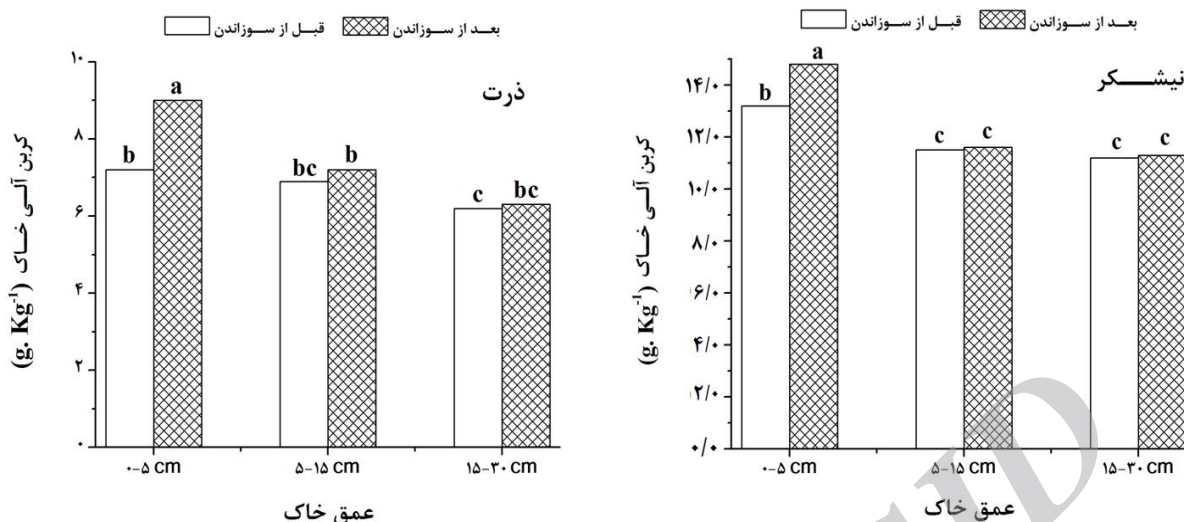 قبل از سوزاندن بعد از سوزاندن
ذرت
کربن آلی خاک (g. Kg-1)
۱۰
۸
۶
۴
۲
۰
b a
bc b
c bc
۰-۵ cm ۵-۱۵ cm ۱۵-۳۰ cm
عمق خاک
قبل از سوزاندن بعد از سوزاندن
نیشکر
کربن آلی خاک (g. Kg-1)
۱۴/۰
۱۲/۰
۱۰/۰
۸/۰
۶/۰
۴/۰
۲/۰
۰/۰
b a
c c
c c
۰-۵ cm ۵-۱۵ cm ۱۵-۳۰ cm
عمق خاک